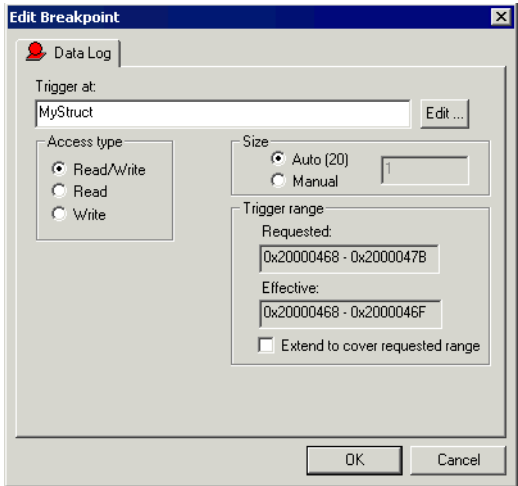 Edit Breakpoint
Data Log
Trigger at:
MyStruct
Edit ...
Access type
Read/Write
Read
Write
Size
Auto (20)
Manual
1
Trigger range
Requested:
0x20000468 - 0x2000047B
Effective:
0x20000468 - 0x2000046F
Extend to cover requested range
OK
Cancel